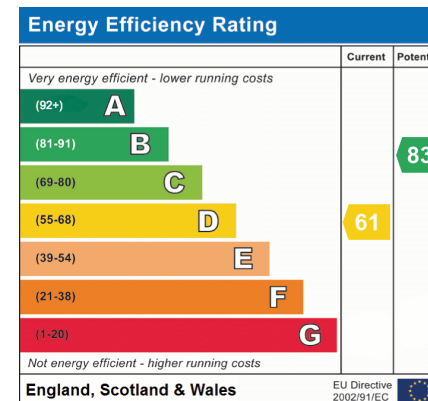 Energy Efficiency Rating
Current Potent
Very energy efficient - lower running costs
(92+) A
(81-91) B
83
(69-80) C
(55-68) D 61
(39-54) E
(21-38) F
(1-20) G
Not energy efficient - higher running costs
England, Scotland & Wales
EU Directive
2002/91/EC